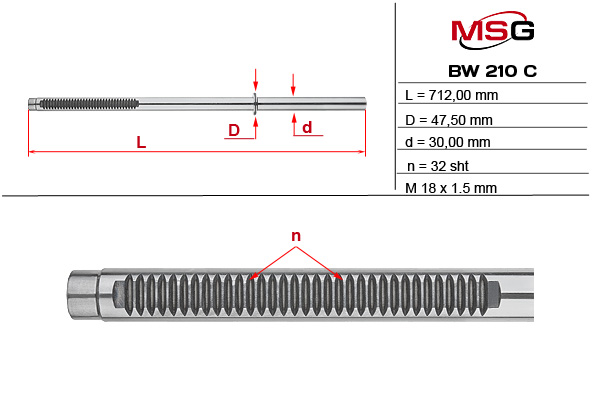 MSG
BW 210 C
L = 712,00 mm
D = 47,50 mm
d = 30,00 mm
n = 32 sht
M 18 x 1.5 mm
D
d
L
n